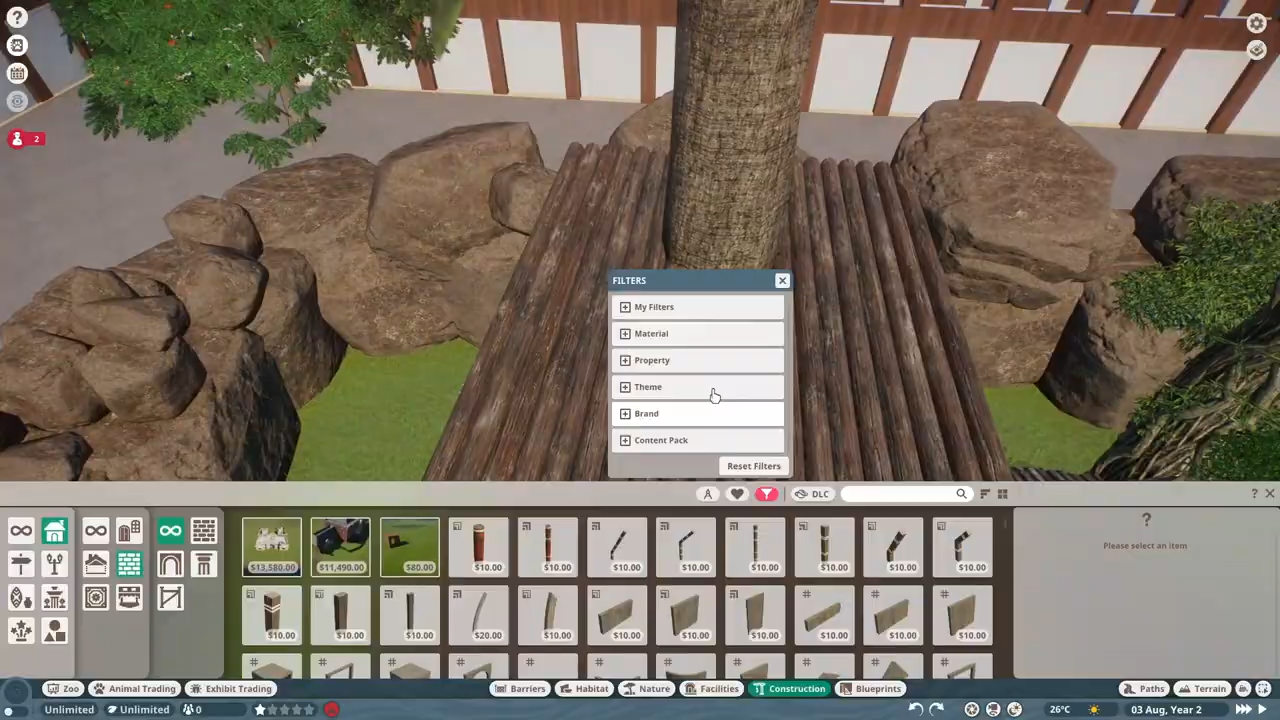 2
FILTERS
My Filters
Material
Property
Theme
Brand
Content Pack
Reset Filters
DLC
?
$13,580.00 $11,490.00 $80.00 $10.00 $10.00 $10.00 $10.00 $10.00 $10.00 $10.00 $10.00
$10.00 $10.00 $10.00 $20.00 $10.00 $10.00 $10.00 $10.00 $10.00 $10.00 $10.00
?
Please select an item
Zoo Animal Trading Exhibit Trading Barriers Habitat Nature Facilities Construction Blueprints Paths Terrain
Unlimited Unlimited 0 26°C 03 Aug, Year 2